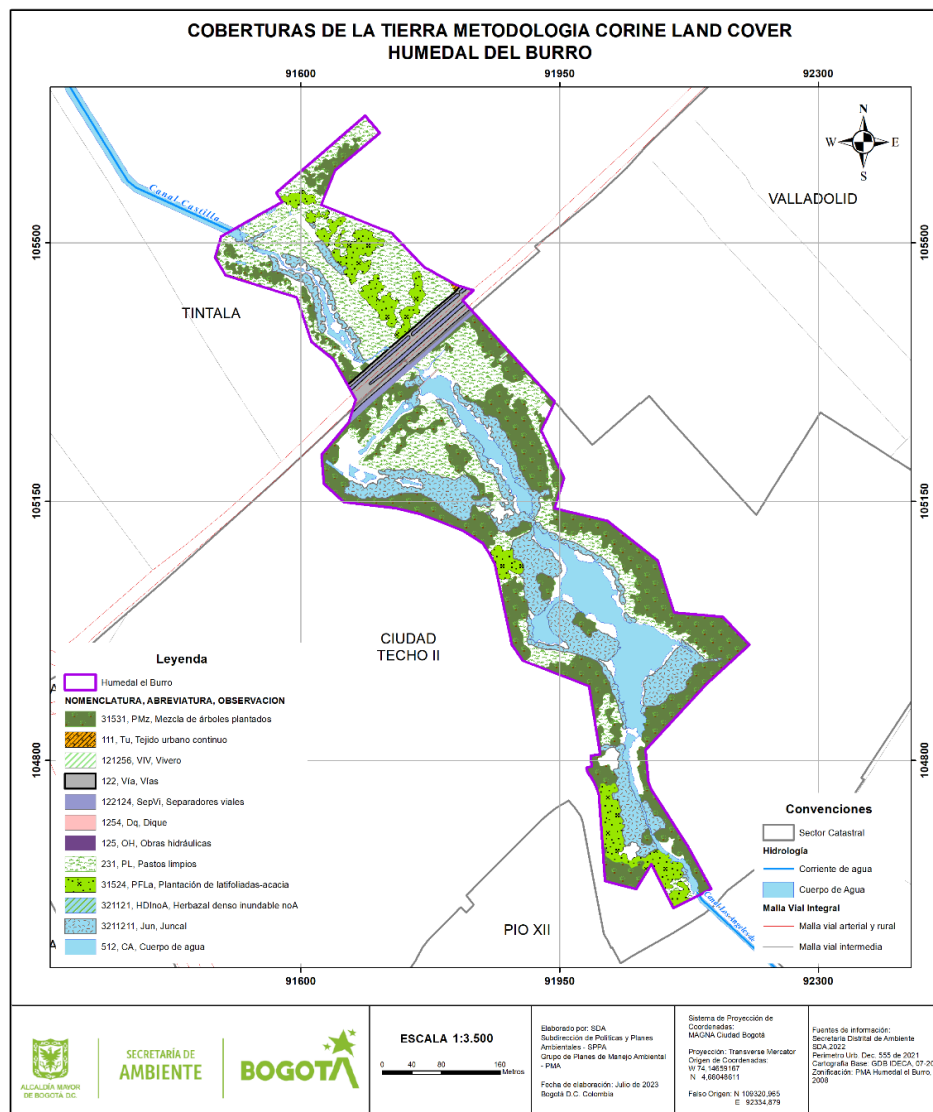 COBERTURAS DE LA TIERRA METODOLOGIA CORINE LAND COVER
HUMEDAL DEL BURRO
91600
91950
92300
N
W
E
S
Canal Castilla
VALLADOLID
105500
105500
TINTALA
105150
105150
CIUDAD
TECHO II
104800
104800
PIO XII
Leyenda
Humedal el Burro
NOMENCLATURA, ABREVIATURA, OBSERVACION
31531, PMz, Mezcla de árboles plantados
111, Tu, Tejido urbano continuo
121256, VIV, Vivero
122, Vía, Vías
122124, SepVi, Separadores viales
1254, Dq, Dique
125, OH, Obras hidráulicas
231, PL, Pastos limpios
31524, PFLa, Plantación de latifoliadas-acacia
321121, HDInoA, Herbazal denso inundable noA
3211211, Jun, Juncal
512, CA, Cuerpo de agua
Convenciones
Sector Catastral
Hidrología
Corriente de agua
Cuerpo de Agua
Malla Vial Integral
Malla vial arterial y rural
Malla vial intermedia
91600
91950
92300
ALCALDÍA MAYOR
DE BOGOTÁ D.C.
SECRETARÍA DE
AMBIENTE
BOGOTÁ
ESCALA 1:3.500
0
40
80
160
Metros
Elaborado por: SDA
Subdirección de Políticas y Planes
Ambientales - SPPA
Grupo de Planes de Manejo Ambiental
- PMA
Fecha de elaboración: Julio de 2023
Bogotá D.C. Colombia
Sistema de Proyección de
Coordenadas:
MAGNA Ciudad Bogotá
Proyección: Transverse Mercator
Origen de Coordenadas:
W 74,14659167
N 4,68048611
Falso Origen: N 109320,965
E 92334,879
Fuentes de información:
Secretaría Distrital de Ambiente
SDA,2022
Perimetro Urb. Dec. 555 de 2021
Cartografia Base: GDB IDECA, 07-20
Zonificación: PMA Humedal el Burro,
2008